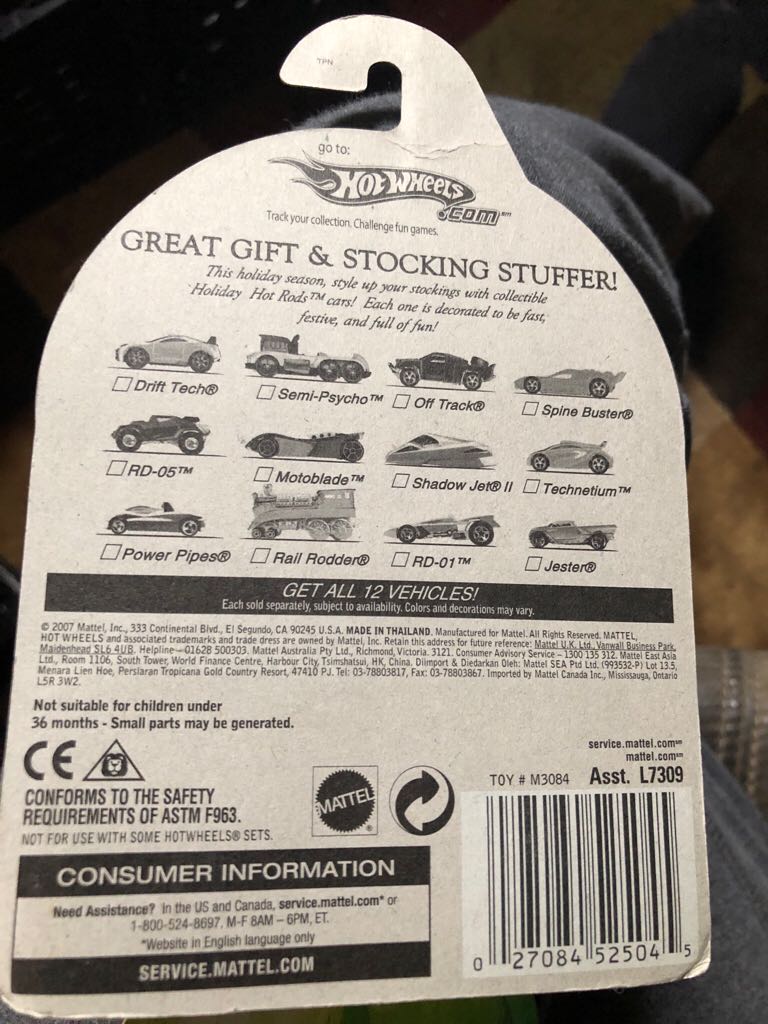 TPN
go to:
HOT WHEELS
.COM℠
Track your collection. Challenge fun games.
GREAT GIFT & STOCKING STUFFER!
This holiday season, style up your stockings with collectible
Holiday Hot Rods™ cars! Each one is decorated to be fast,
festive, and full of fun!
Drift Tech® Semi-Psycho™ Off Track® Spine Buster®
RD-05™ Motoblade™ Shadow Jet® II Technetium™
Power Pipes® Rail Rodder® RD-01™ Jester®
GET ALL 12 VEHICLES!
Each sold separately, subject to availability. Colors and decorations may vary.
© 2007 Mattel, Inc., 333 Continental Blvd., El Segundo, CA 90245 U.S.A. MADE IN THAILAND. Manufactured for Mattel. All Rights Reserved. MATTEL,
HOT WHEELS and associated trademarks and trade dress are owned by Mattel, Inc. Retain this address for future reference: Mattel U.K. Ltd., Vanwall Business Park,
Maidenhead SL6 4UB. Helpline – 01628 500303. Mattel Australia Pty Ltd., Richmond, Victoria. 3121. Consumer Advisory Service – 1300 135 312. Mattel East Asia
Ltd., Room 1106, South Tower, World Finance Centre, Harbour City, Tsimshatsui, HK, China. Diimport & Diedarkan Oleh: Mattel SEA Ptd Ltd. (993532-P) Lot 13.5,
Menara Lien Hoe, Persiaran Tropicana Gold Country Resort, 47410 PJ. Tel: 03-78803817, Fax: 03-78803867. Imported by Mattel Canada Inc., Mississauga, Ontario
L5R 3W2.
Not suitable for children under
36 months - Small parts may be generated.
service.mattel.com℠
mattel.com℠
CE
TOY # M3084 Asst. L7309
CONFORMS TO THE SAFETY
REQUIREMENTS OF ASTM F963.
NOT FOR USE WITH SOME HOTWHEELS® SETS.
MATTEL®
CONSUMER INFORMATION
Need Assistance? In the US and Canada, service.mattel.com* or
1-800-524-8697, M-F 8AM – 6PM, ET.
*Website in English language only
SERVICE.MATTEL.COM
0 27084 52504 5